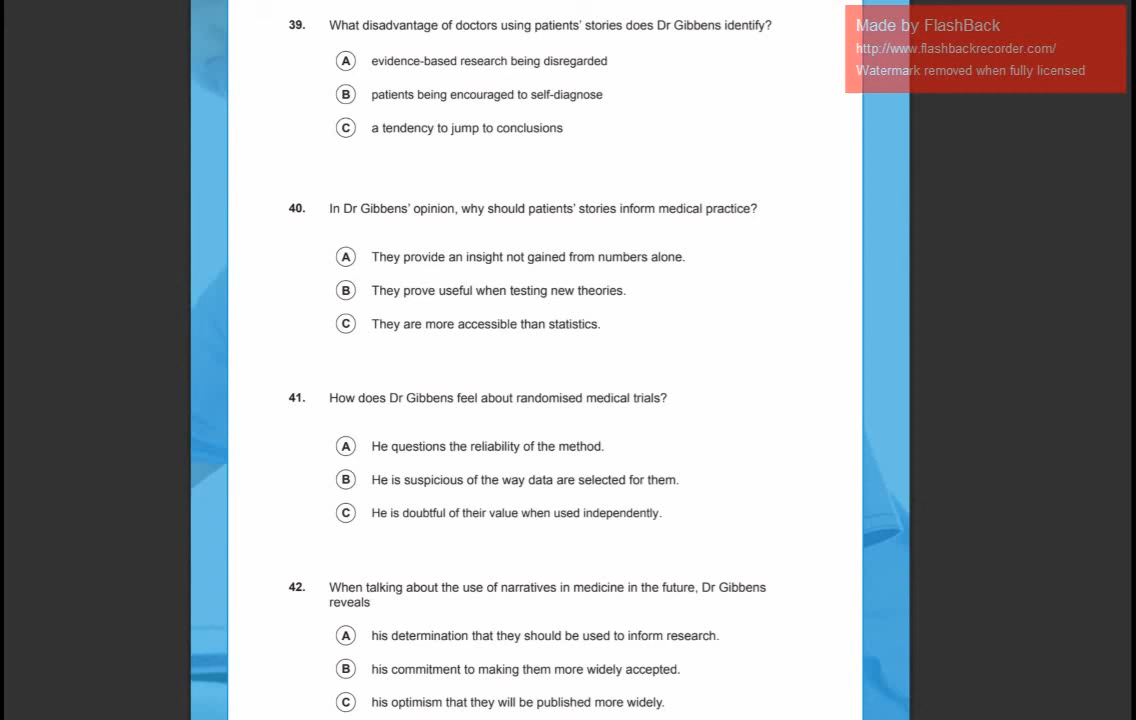 Made by FlashBack
http://www.flashbackrecorder.com/
Watermark removed when fully licensed
39. What disadvantage of doctors using patients' stories does Dr Gibbens identify?
A evidence-based research being disregarded
B patients being encouraged to self-diagnose
C a tendency to jump to conclusions
40. In Dr Gibbens' opinion, why should patients' stories inform medical practice?
A They provide an insight not gained from numbers alone.
B They prove useful when testing new theories.
C They are more accessible than statistics.
41. How does Dr Gibbens feel about randomised medical trials?
A He questions the reliability of the method.
B He is suspicious of the way data are selected for them.
C He is doubtful of their value when used independently.
42. When talking about the use of narratives in medicine in the future, Dr Gibbens
reveals
A his determination that they should be used to inform research.
B his commitment to making them more widely accepted.
C his optimism that they will be published more widely.